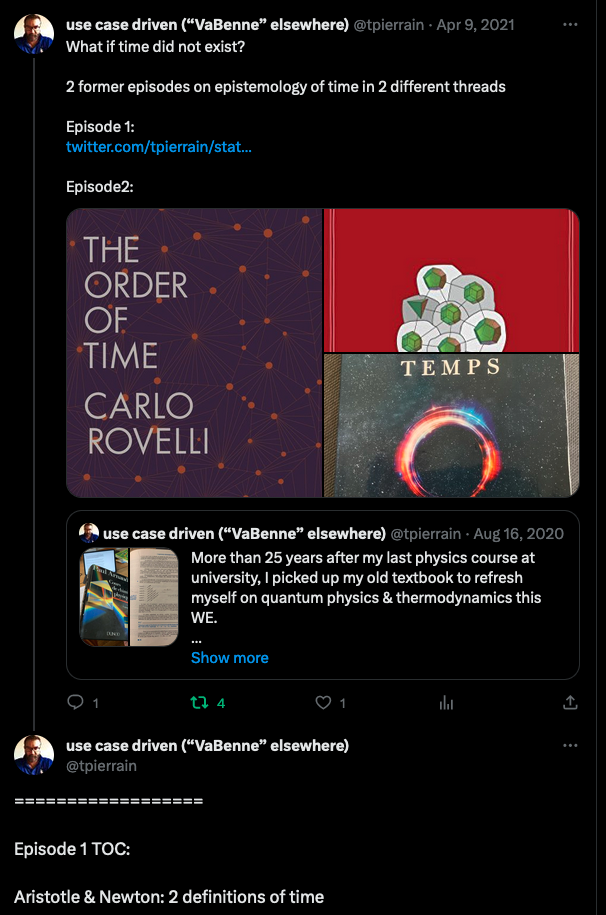 use case driven (“VaBenne” elsewhere) @tpierrain · Apr 9, 2021
What if time did not exist?
2 former episodes on epistemology of time in 2 different threads
Episode 1:
twitter.com/tpierrain/stat...
Episode2:
THE
ORDER
OF
TIME
CARLO
ROVELLI
TEMPS
use case driven (“VaBenne” elsewhere) @tpierrain · Aug 16, 2020
More than 25 years after my last physics course at
university, I picked up my old textbook to refresh
myself on quantum physics & thermodynamics this
WE.
...
Show more
1
4
1
use case driven (“VaBenne” elsewhere)
@tpierrain
==================
Episode 1 TOC:
Aristotle & Newton: 2 definitions of time